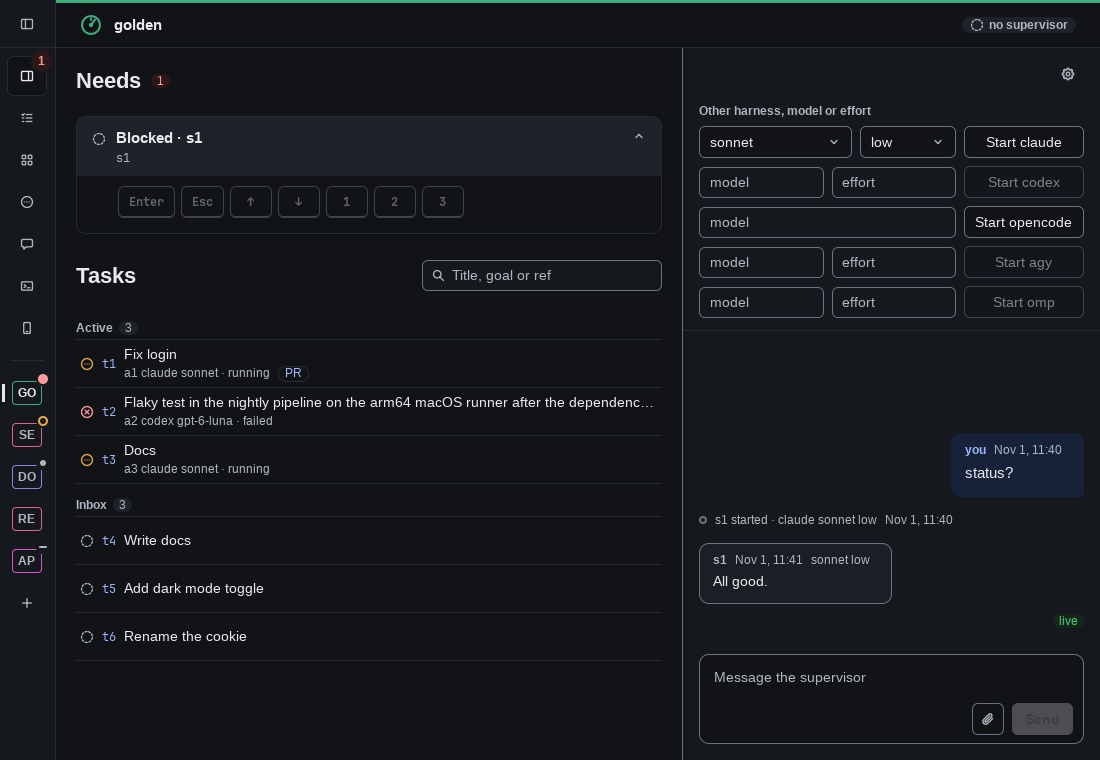 golden
no supervisor
1
Needs 1
Blocked · s1
s1
Enter Esc ↑ ↓ 1 2 3
Tasks
Title, goal or ref
Active 3
t1 Fix login
a1 claude sonnet · running PR
t2 Flaky test in the nightly pipeline on the arm64 macOS runner after the dependenc…
a2 codex gpt-6-luna · failed
t3 Docs
a3 claude sonnet · running
Inbox 3
t4 Write docs
t5 Add dark mode toggle
t6 Rename the cookie
GO
SE
DO
RE
AP
Other harness, model or effort
sonnet low Start claude
model effort Start codex
model Start opencode
model effort Start agy
model effort Start omp
you Nov 1, 11:40
status?
s1 started · claude sonnet low Nov 1, 11:40
s1 Nov 1, 11:41 sonnet low
All good.
live
Message the supervisor
Send